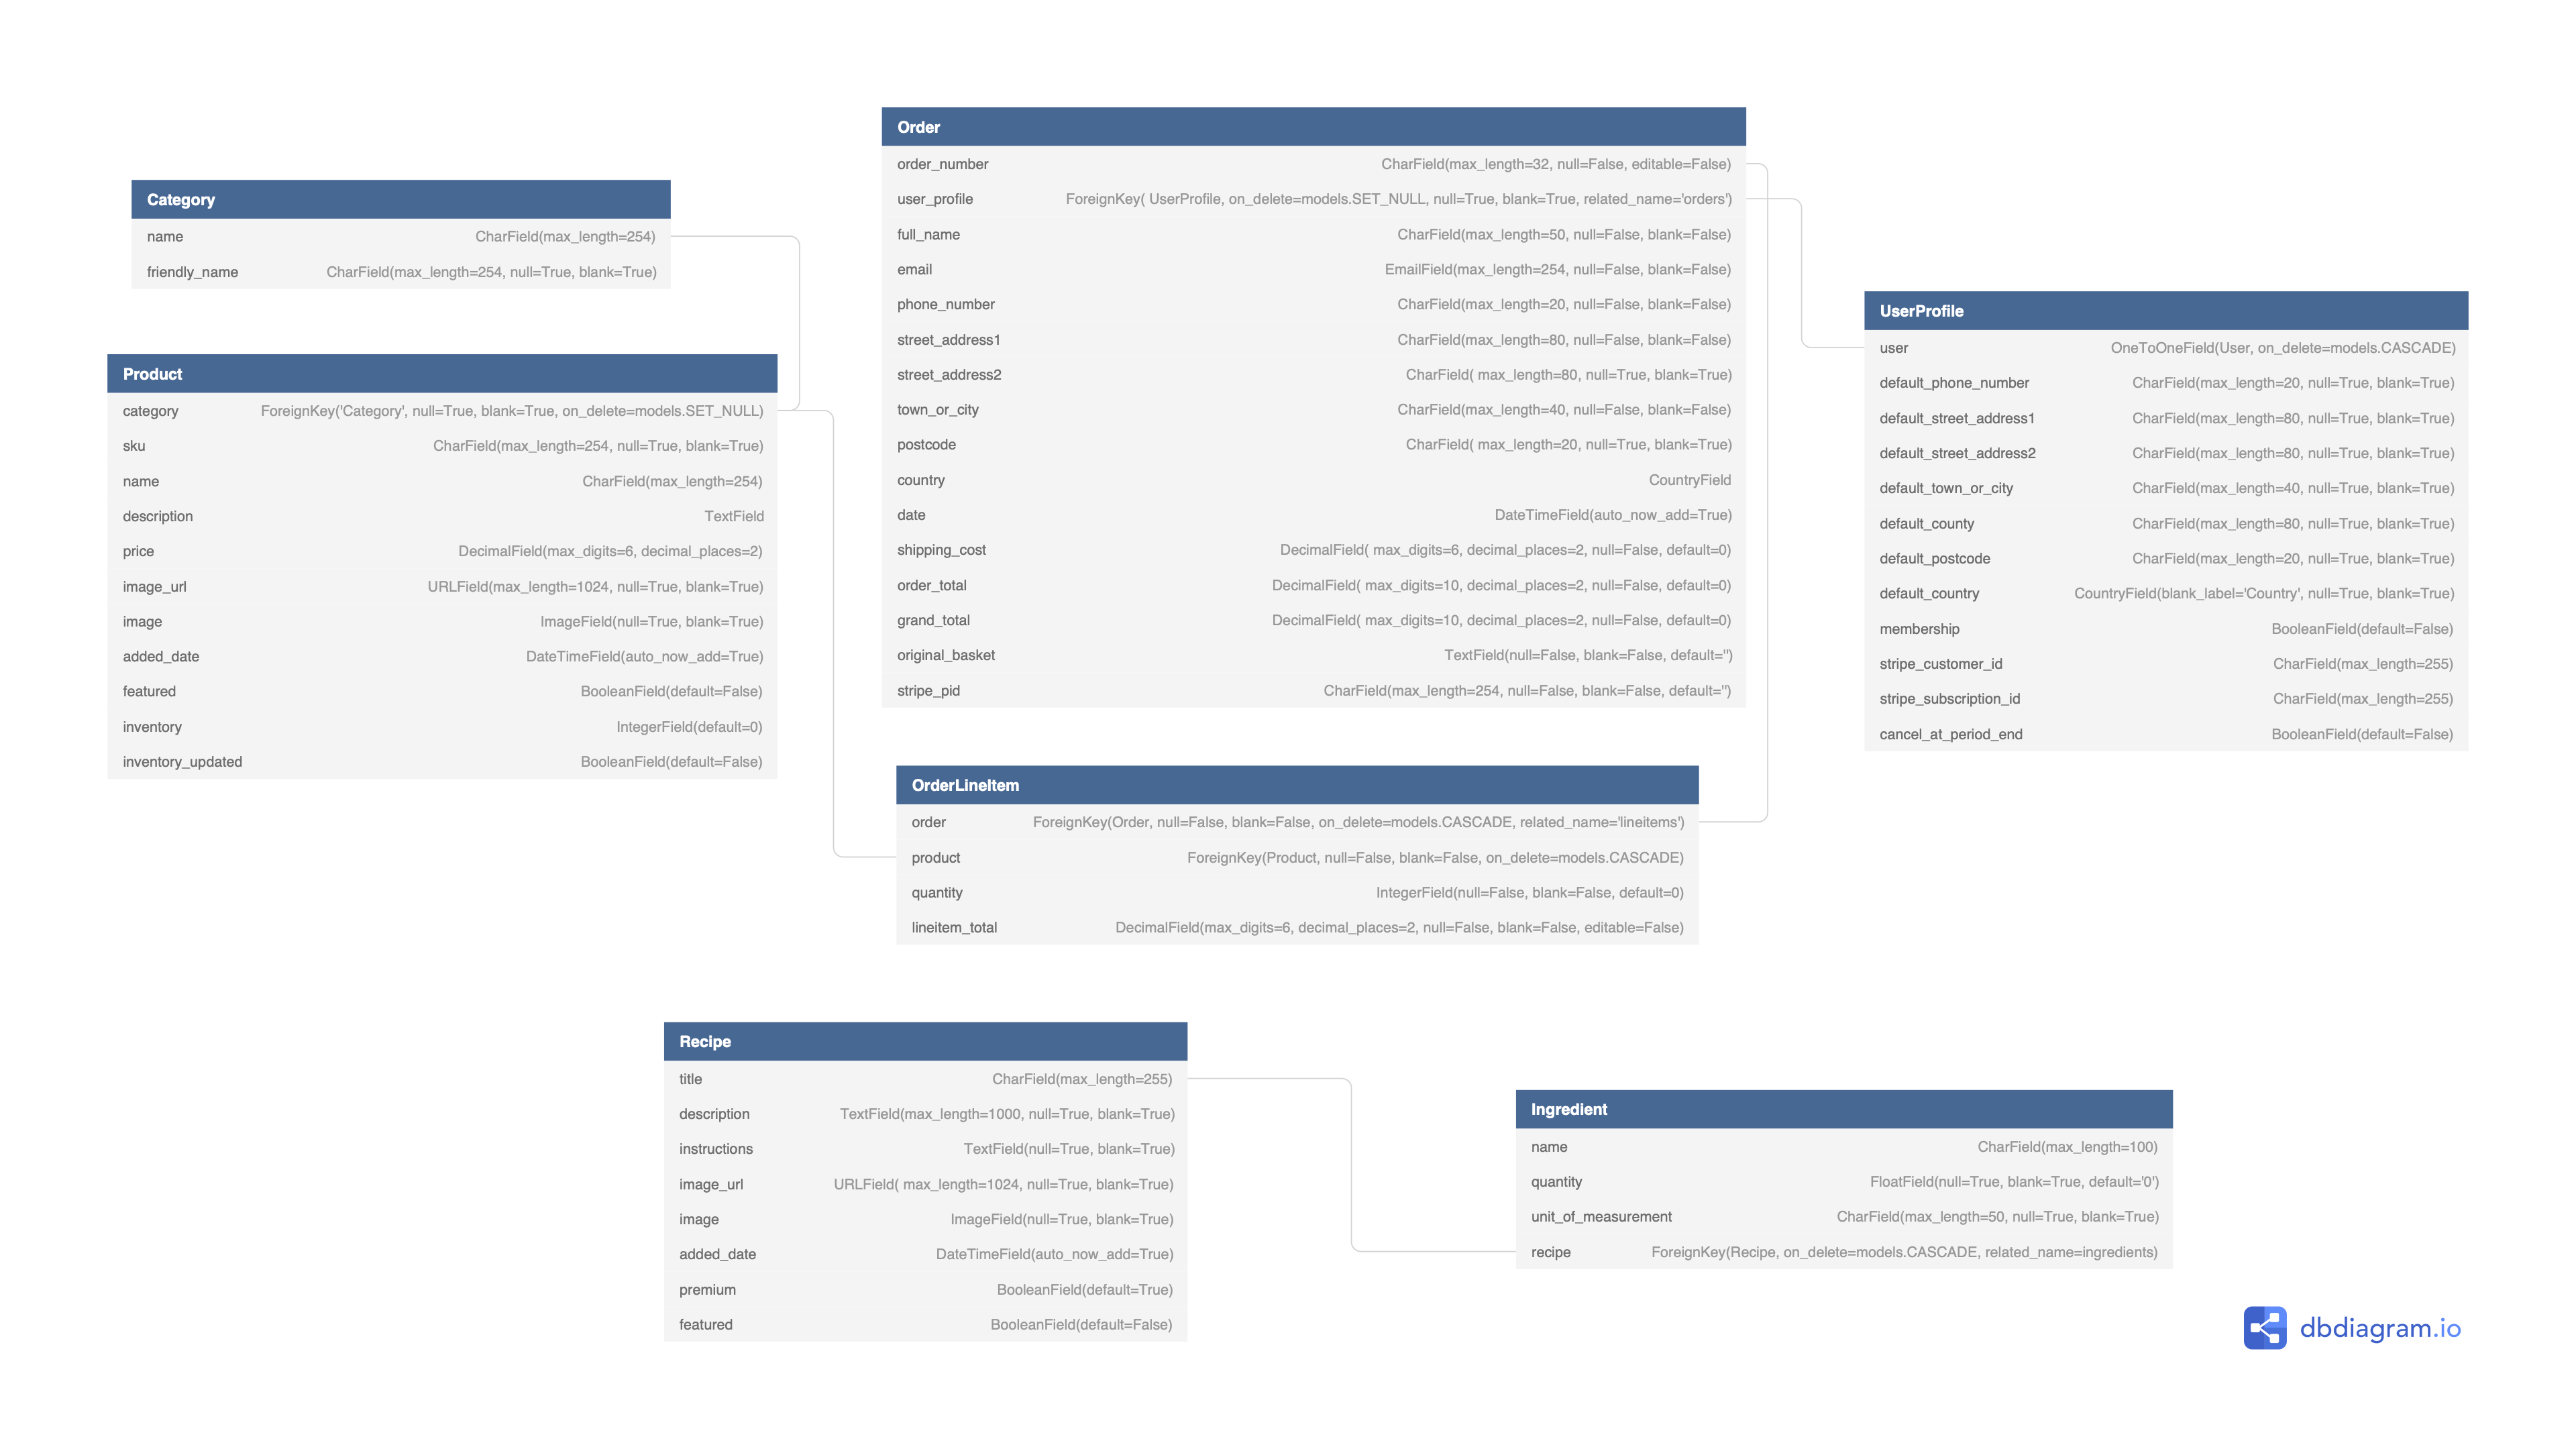 Category
name CharField(max_length=254)
friendly_name CharField(max_length=254, null=True, blank=True)
Product
category ForeignKey('Category', null=True, blank=True, on_delete=models.SET_NULL)
sku CharField(max_length=254, null=True, blank=True)
name CharField(max_length=254)
description TextField
price DecimalField(max_digits=6, decimal_places=2)
image_url URLField(max_length=1024, null=True, blank=True)
image ImageField(null=True, blank=True)
added_date DateTimeField(auto_now_add=True)
featured BooleanField(default=False)
inventory IntegerField(default=0)
inventory_updated BooleanField(default=False)
Order
order_number CharField(max_length=32, null=False, editable=False)
user_profile ForeignKey( UserProfile, on_delete=models.SET_NULL, null=True, blank=True, related_name='orders')
full_name CharField(max_length=50, null=False, blank=False)
email EmailField(max_length=254, null=False, blank=False)
phone_number CharField(max_length=20, null=False, blank=False)
street_address1 CharField(max_length=80, null=False, blank=False)
street_address2 CharField( max_length=80, null=True, blank=True)
town_or_city CharField(max_length=40, null=False, blank=False)
postcode CharField( max_length=20, null=True, blank=True)
country CountryField
date DateTimeField(auto_now_add=True)
shipping_cost DecimalField( max_digits=6, decimal_places=2, null=False, default=0)
order_total DecimalField( max_digits=10, decimal_places=2, null=False, default=0)
grand_total DecimalField( max_digits=10, decimal_places=2, null=False, default=0)
original_basket TextField(null=False, blank=False, default='')
stripe_pid CharField(max_length=254, null=False, blank=False, default='')
OrderLineItem
order ForeignKey(Order, null=False, blank=False, on_delete=models.CASCADE, related_name='lineitems')
product ForeignKey(Product, null=False, blank=False, on_delete=models.CASCADE)
quantity IntegerField(null=False, blank=False, default=0)
lineitem_total DecimalField(max_digits=6, decimal_places=2, null=False, blank=False, editable=False)
UserProfile
user OneToOneField(User, on_delete=models.CASCADE)
default_phone_number CharField(max_length=20, null=True, blank=True)
default_street_address1 CharField(max_length=80, null=True, blank=True)
default_street_address2 CharField(max_length=80, null=True, blank=True)
default_town_or_city CharField(max_length=40, null=True, blank=True)
default_county CharField(max_length=80, null=True, blank=True)
default_postcode CharField(max_length=20, null=True, blank=True)
default_country CountryField(blank_label='Country', null=True, blank=True)
membership BooleanField(default=False)
stripe_customer_id CharField(max_length=255)
stripe_subscription_id CharField(max_length=255)
cancel_at_period_end BooleanField(default=False)
Recipe
title CharField(max_length=255)
description TextField(max_length=1000, null=True, blank=True)
instructions TextField(null=True, blank=True)
image_url URLField( max_length=1024, null=True, blank=True)
image ImageField(null=True, blank=True)
added_date DateTimeField(auto_now_add=True)
premium BooleanField(default=True)
featured BooleanField(default=False)
Ingredient
name CharField(max_length=100)
quantity FloatField(null=True, blank=True, default='0')
unit_of_measurement CharField(max_length=50, null=True, blank=True)
recipe ForeignKey(Recipe, on_delete=models.CASCADE, related_name=ingredients)
dbdiagram.io